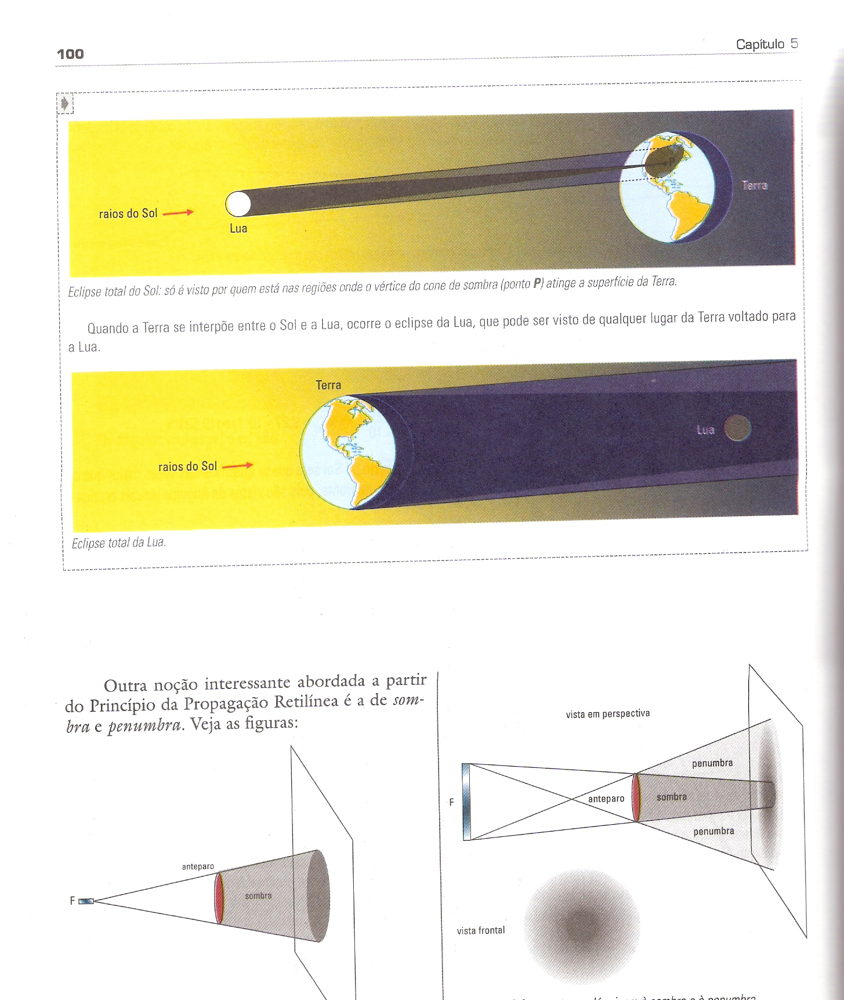 100
Capítulo 5
raios do Sol
Lua
P
Terra
Eclipse total do Sol: só é visto por quem está nas regiões onde o vértice do cone de sombra (ponto P) atinge a superfície da Terra.
Quando a Terra se interpõe entre o Sol e a Lua, ocorre o eclipse da Lua, que pode ser visto de qualquer lugar da Terra voltado para
a Lua.
Terra
raios do Sol
Lua
Eclipse total da Lua.
Outra noção interessante abordada a partir
do Princípio da Propagação Retilínea é a de som-
bra e penumbra. Veja as figuras:
anteparo
F
sombra
vista em perspectiva
penumbra
F
anteparo
sombra
penumbra
vista frontal
à sombra e à penumbra